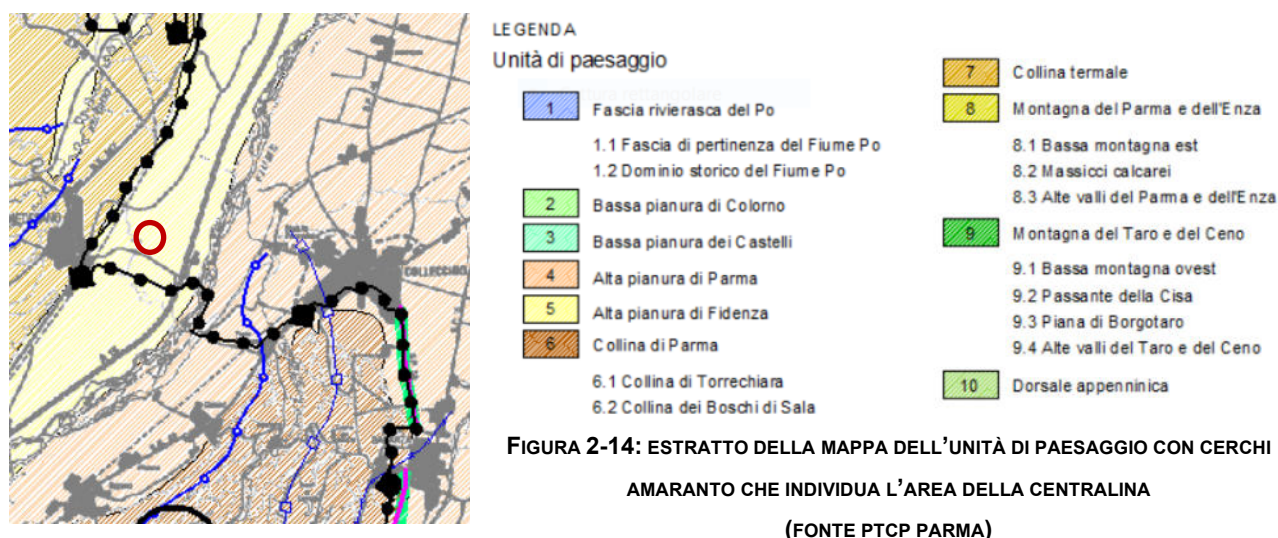 LEGENDA
Unità di paesaggio
1 Fascia rivierasca del Po
1.1 Fascia di pertinenza del Fiume Po
1.2 Dominio storico del Fiume Po
2 Bassa pianura di Colorno
3 Bassa pianura dei Castelli
4 Alta pianura di Parma
5 Alta pianura di Fidenza
6 Collina di Parma
6.1 Collina di Torrechiara
6.2 Collina dei Boschi di Sala
7 Collina termale
8 Montagna del Parma e dell'Enza
8.1 Bassa montagna est
8.2 Massicci calcarei
8.3 Alte valli del Parma e dell'Enza
9 Montagna del Taro e del Ceno
9.1 Bassa montagna ovest
9.2 Passante della Cisa
9.3 Piana di Borgotaro
9.4 Alte valli del Taro e del Ceno
10 Dorsale appenninica
FIUME
COLLECCHIO
FIGURA 2-14: ESTRATTO DELLA MAPPA DELL'UNITÀ DI PAESAGGIO CON CERCHI
AMARANTO CHE INDIVIDUA L'AREA DELLA CENTRALINA
(FONTE PTCP PARMA)